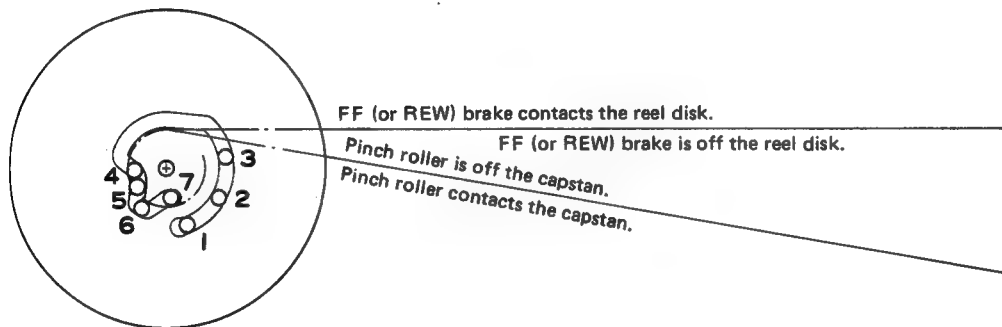 FF (or REW) brake contacts the reel disk.
FF (or REW) brake is off the reel disk.
Pinch roller is off the capstan.
Pinch roller contacts the capstan.
3
4
7
5
2
6
1